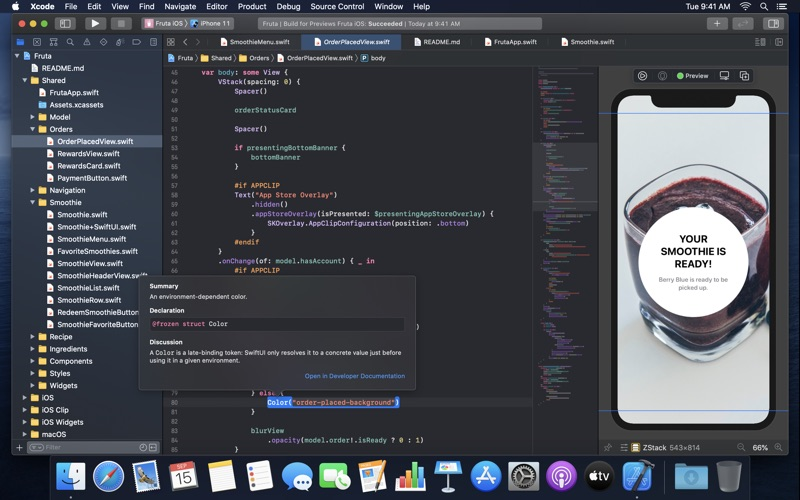 Xcode File Edit View Find Navigate Editor Product Debug Source Control Window Help
Tue 9:41 AM
Fruta iOS iPhone 11
Fruta | Build for Previews Fruta iOS: Succeeded | Today at 9:41 AM
SmoothieMenu.swift OrderPlacedView.swift README.md FrutaApp.swift Smoothie.swift
Fruta Shared Orders OrderPlacedView.swift P body
Fruta
README.md
Shared
FrutaApp.swift
Assets.xcassets
Model
Orders
OrderPlacedView.swift
RewardsView.swift
RewardsCard.swift
PaymentButton.swift
Navigation
Smoothie
Smoothie.swift
Smoothie+SwiftUI.swift
SmoothieMenu.swift
FavoriteSmoothies.swift
SmoothieView.swift
SmoothieHeaderView.swift
SmoothieList.swift
SmoothieRow.swift
RedeemSmoothieButton
SmoothieFavoriteButton
Recipe
Ingredients
Components
Styles
Widgets
iOS
iOS Clip
iOS Widgets
macOS
Filter
45 var body: some View {
46 VStack(spacing: 0) {
47 Spacer()
48
49 orderStatusCard
50
51 Spacer()
52
53 if presentingBottomBanner {
54 bottomBanner
55 }
56
57 #if APPCLIP
58 Text("App Store Overlay")
59 .hidden()
60 .appStoreOverlay(isPresented: $presentingAppStoreOverlay) {
61 SKOverlay.AppClipConfiguration(position: .bottom)
62 }
63 #endif
64 }
65 .onChange(of: model.hasAccount) { _ in
66 #if APPCLIP
Summary
An environment-dependent color.
Declaration
@frozen struct Color
Discussion
A Color is a late-binding token: SwiftUI only resolves it to a concrete value just before
using it in a given environment.
Open in Developer Documentation
79 } else {
80 Color("order-placed-background")
81 }
82
83 blurView
84 .opacity(model.order!.isReady ? 0 : 1)
85 }
Preview
YOUR
SMOOTHIE IS
READY!
Berry Blue is ready to be
picked up.
ZStack 543×814
66%
SEP
15
tv